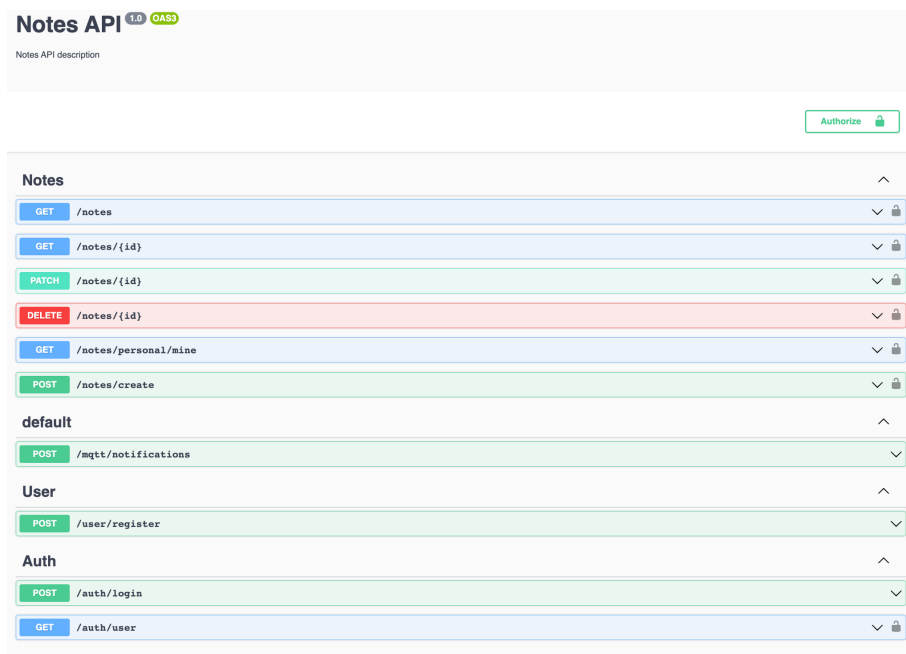 Notes API 1.0 OAS3
Notes API description
Authorize
Notes
GET /notes
GET /notes/{id}
PATCH /notes/{id}
DELETE /notes/{id}
GET /notes/personal/mine
POST /notes/create
default
POST /mqtt/notifications
User
POST /user/register
Auth
POST /auth/login
GET /auth/user